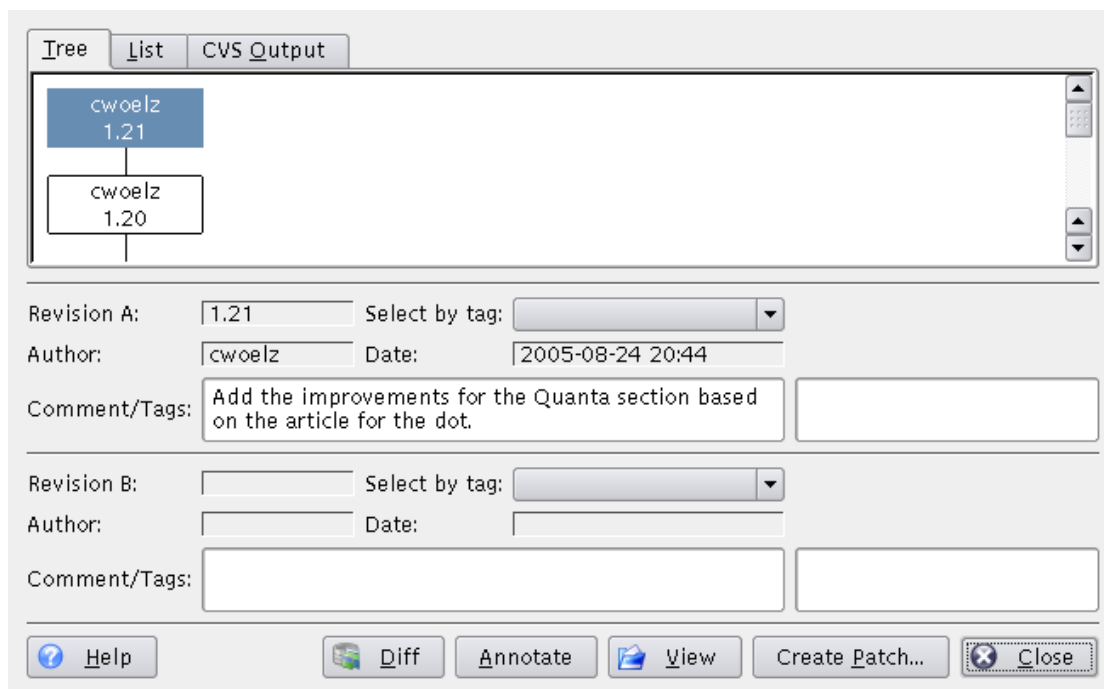 Tree List CVS Output
cwoelz
1.21
cwoelz
1.20
Revision A: 1.21 Select by tag:
Author: cwoelz Date: 2005-08-24 20:44
Comment/Tags: Add the improvements for the Quanta section based
on the article for the dot.
Revision B: Select by tag:
Author: Date:
Comment/Tags:
Help Diff Annotate View Create Patch... Close